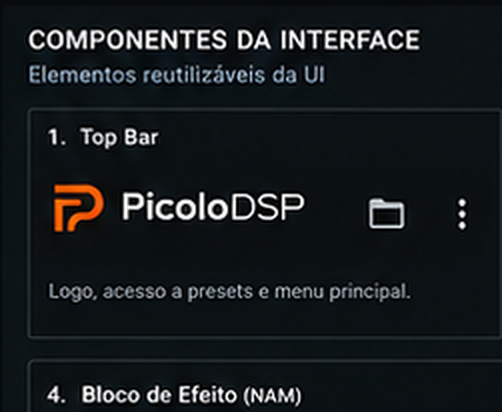 COMPONENTES DA INTERFACE
Elementos reutilizáveis da UI
1. Top Bar
PicoloDSP
Logo, acesso a presets e menu principal.
4. Bloco de Efeito (NAM)